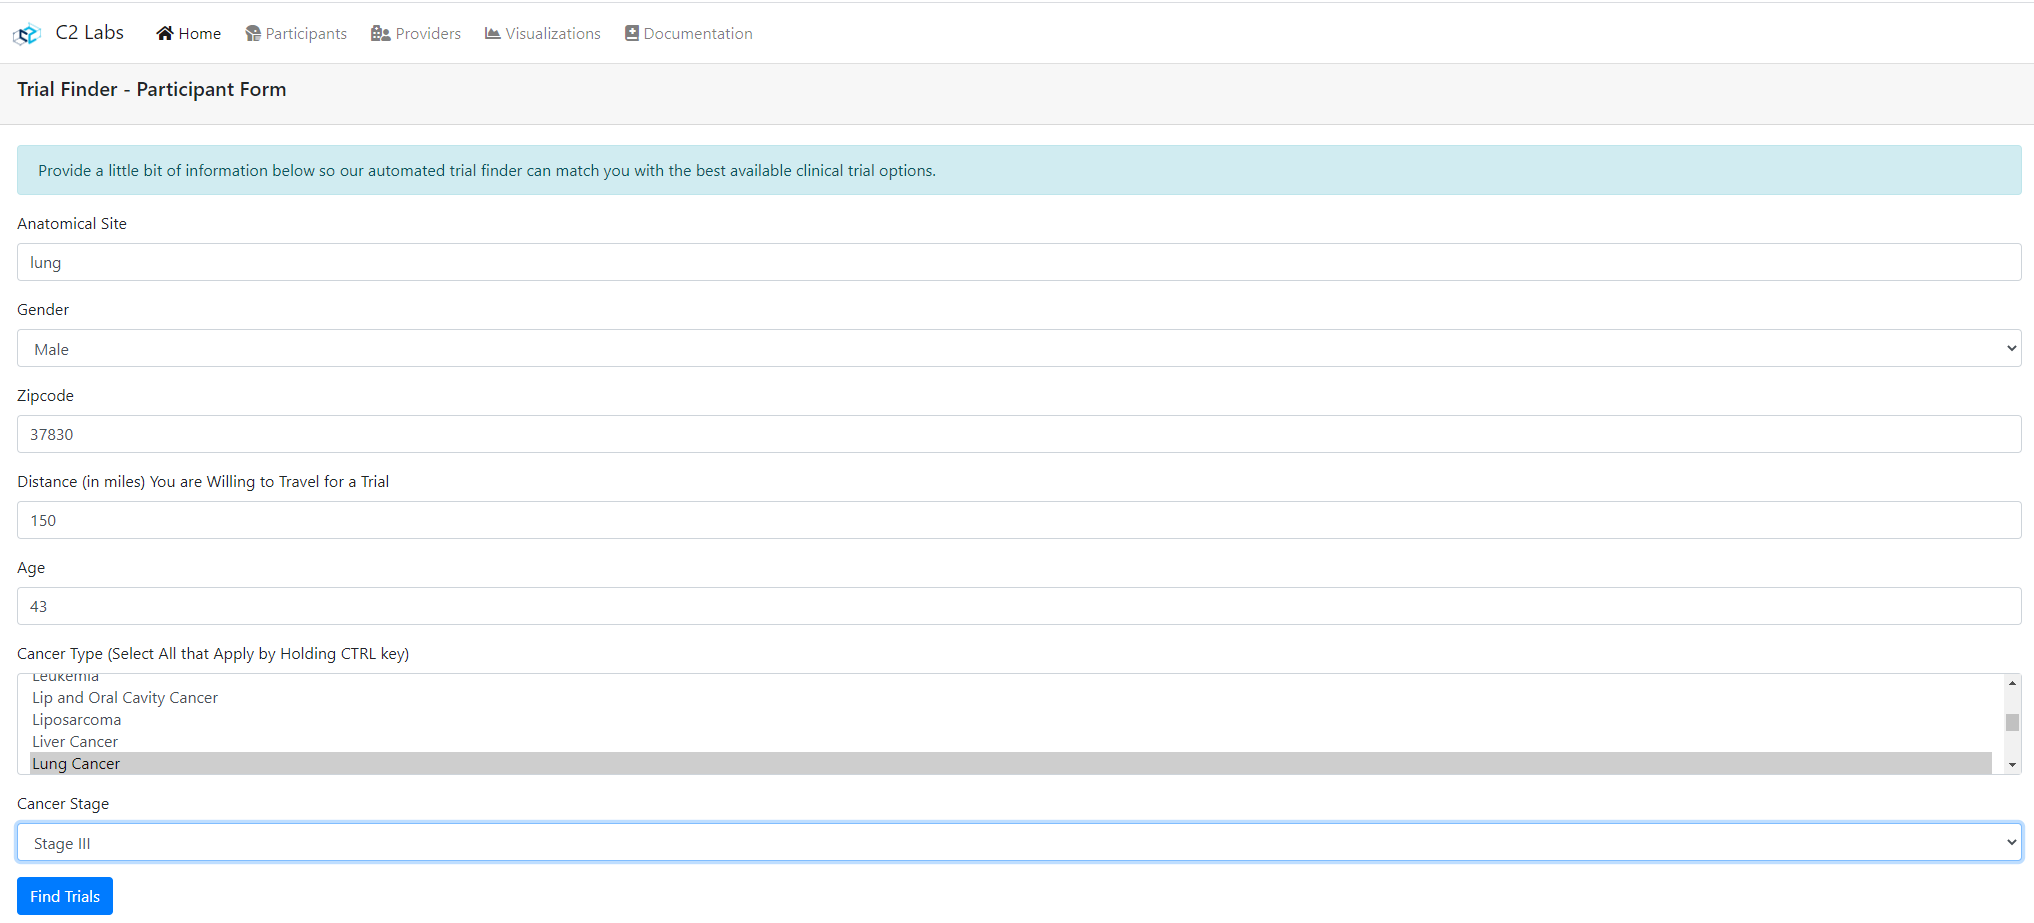 C2 Labs Home Participants Providers Visualizations Documentation
Trial Finder - Participant Form
Provide a little bit of information below so our automated trial finder can match you with the best available clinical trial options.
Anatomical Site
lung
Gender
Male
Zipcode
37830
Distance (in miles) You are Willing to Travel for a Trial
150
Age
43
Cancer Type (Select All that Apply by Holding CTRL key)
Leukemia
Lip and Oral Cavity Cancer
Liposarcoma
Liver Cancer
Lung Cancer
Cancer Stage
Stage III
Find Trials